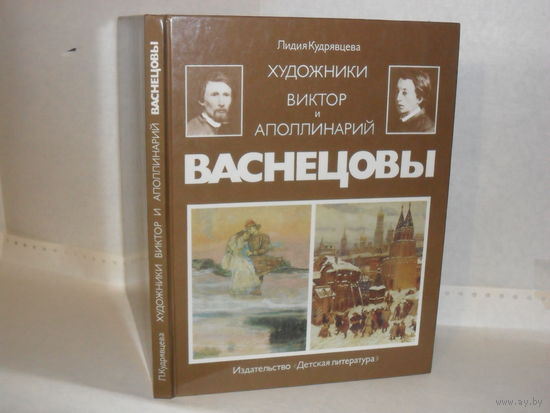 Лидия Кудрявцева
ХУДОЖНИКИ
ВИКТОР
и
АПОЛЛИНАРИЙ
ВАСНЕЦОВЫ
Издательство «Детская литература»
Л.Кудрявцева ХУДОЖНИКИ ВИКТОР И АПОЛЛИНАРИЙ ВАСНЕЦОВЫ
www.ay.by